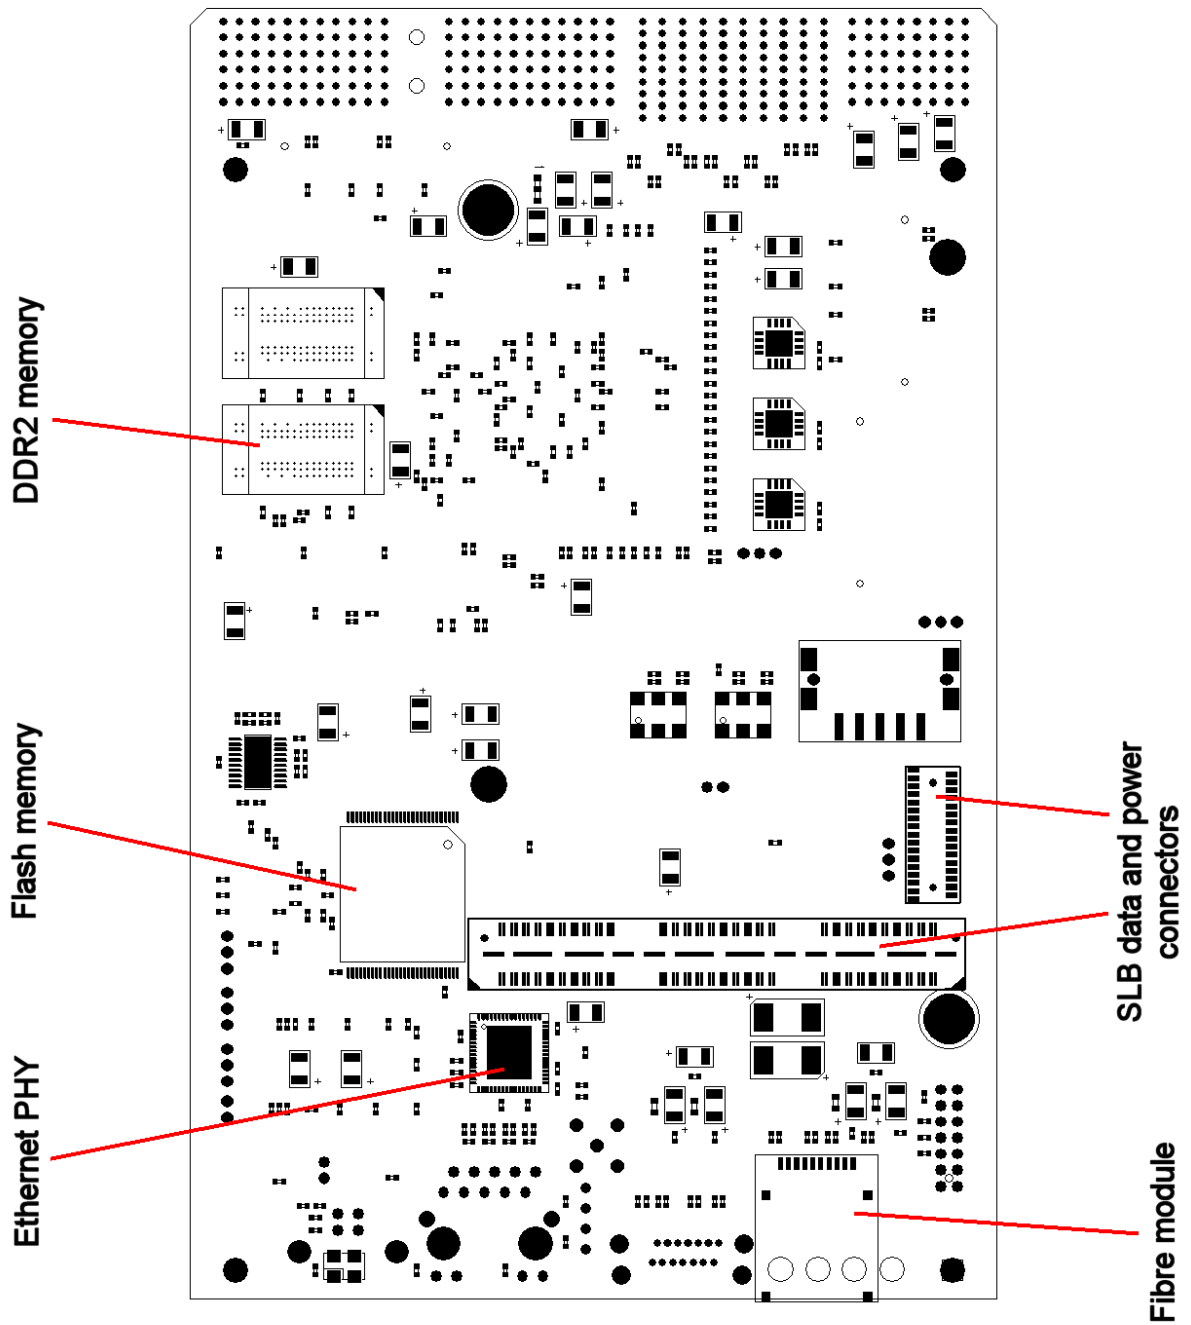 DDR2 memory
Flash memory
Ethernet PHY
SLB data and power
connectors
Fibre module